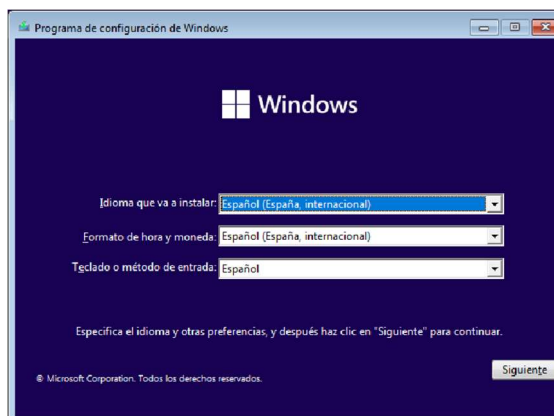 Programa de configuración de Windows
Windows
Idioma que va a instalar: Español (España, internacional)
Formato de hora y moneda: Español (España, internacional)
Teclado o método de entrada: Español
Especifica el idioma y otras preferencias, y después haz clic en "Siguiente" para continuar.
Siguiente
© Microsoft Corporation. Todos los derechos reservados.